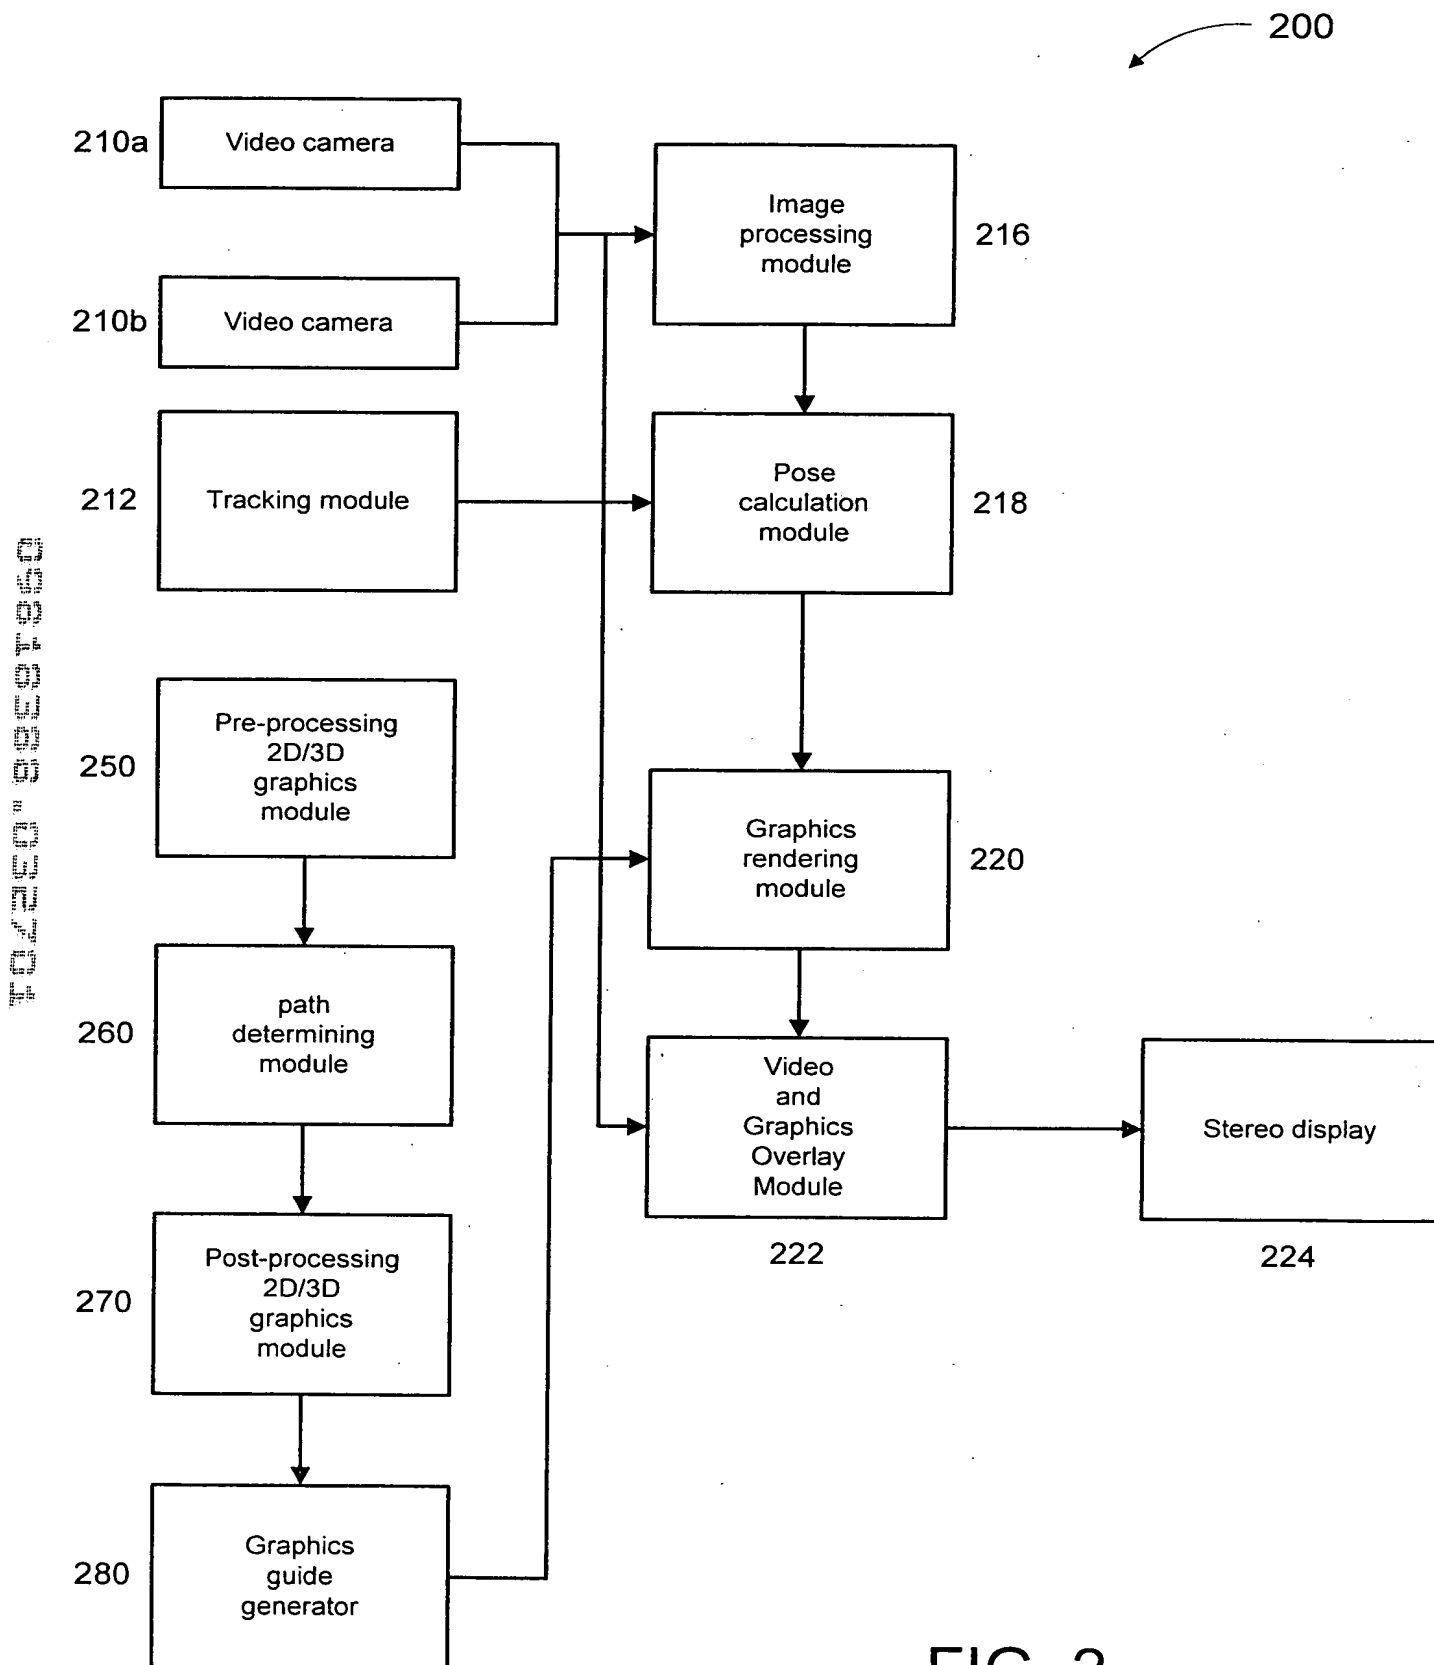 200
210a
Video camera
Image
processing
module
216
210b
Video camera
212
Tracking module
Pose
calculation
module
218
250
Pre-processing
2D/3D
graphics
module
Graphics
rendering
module
220
260
path
determining
module
Video
and
Graphics
Overlay
Module
222
Stereo display
224
270
Post-processing
2D/3D
graphics
module
280
Graphics
guide
generator
FIG. 2